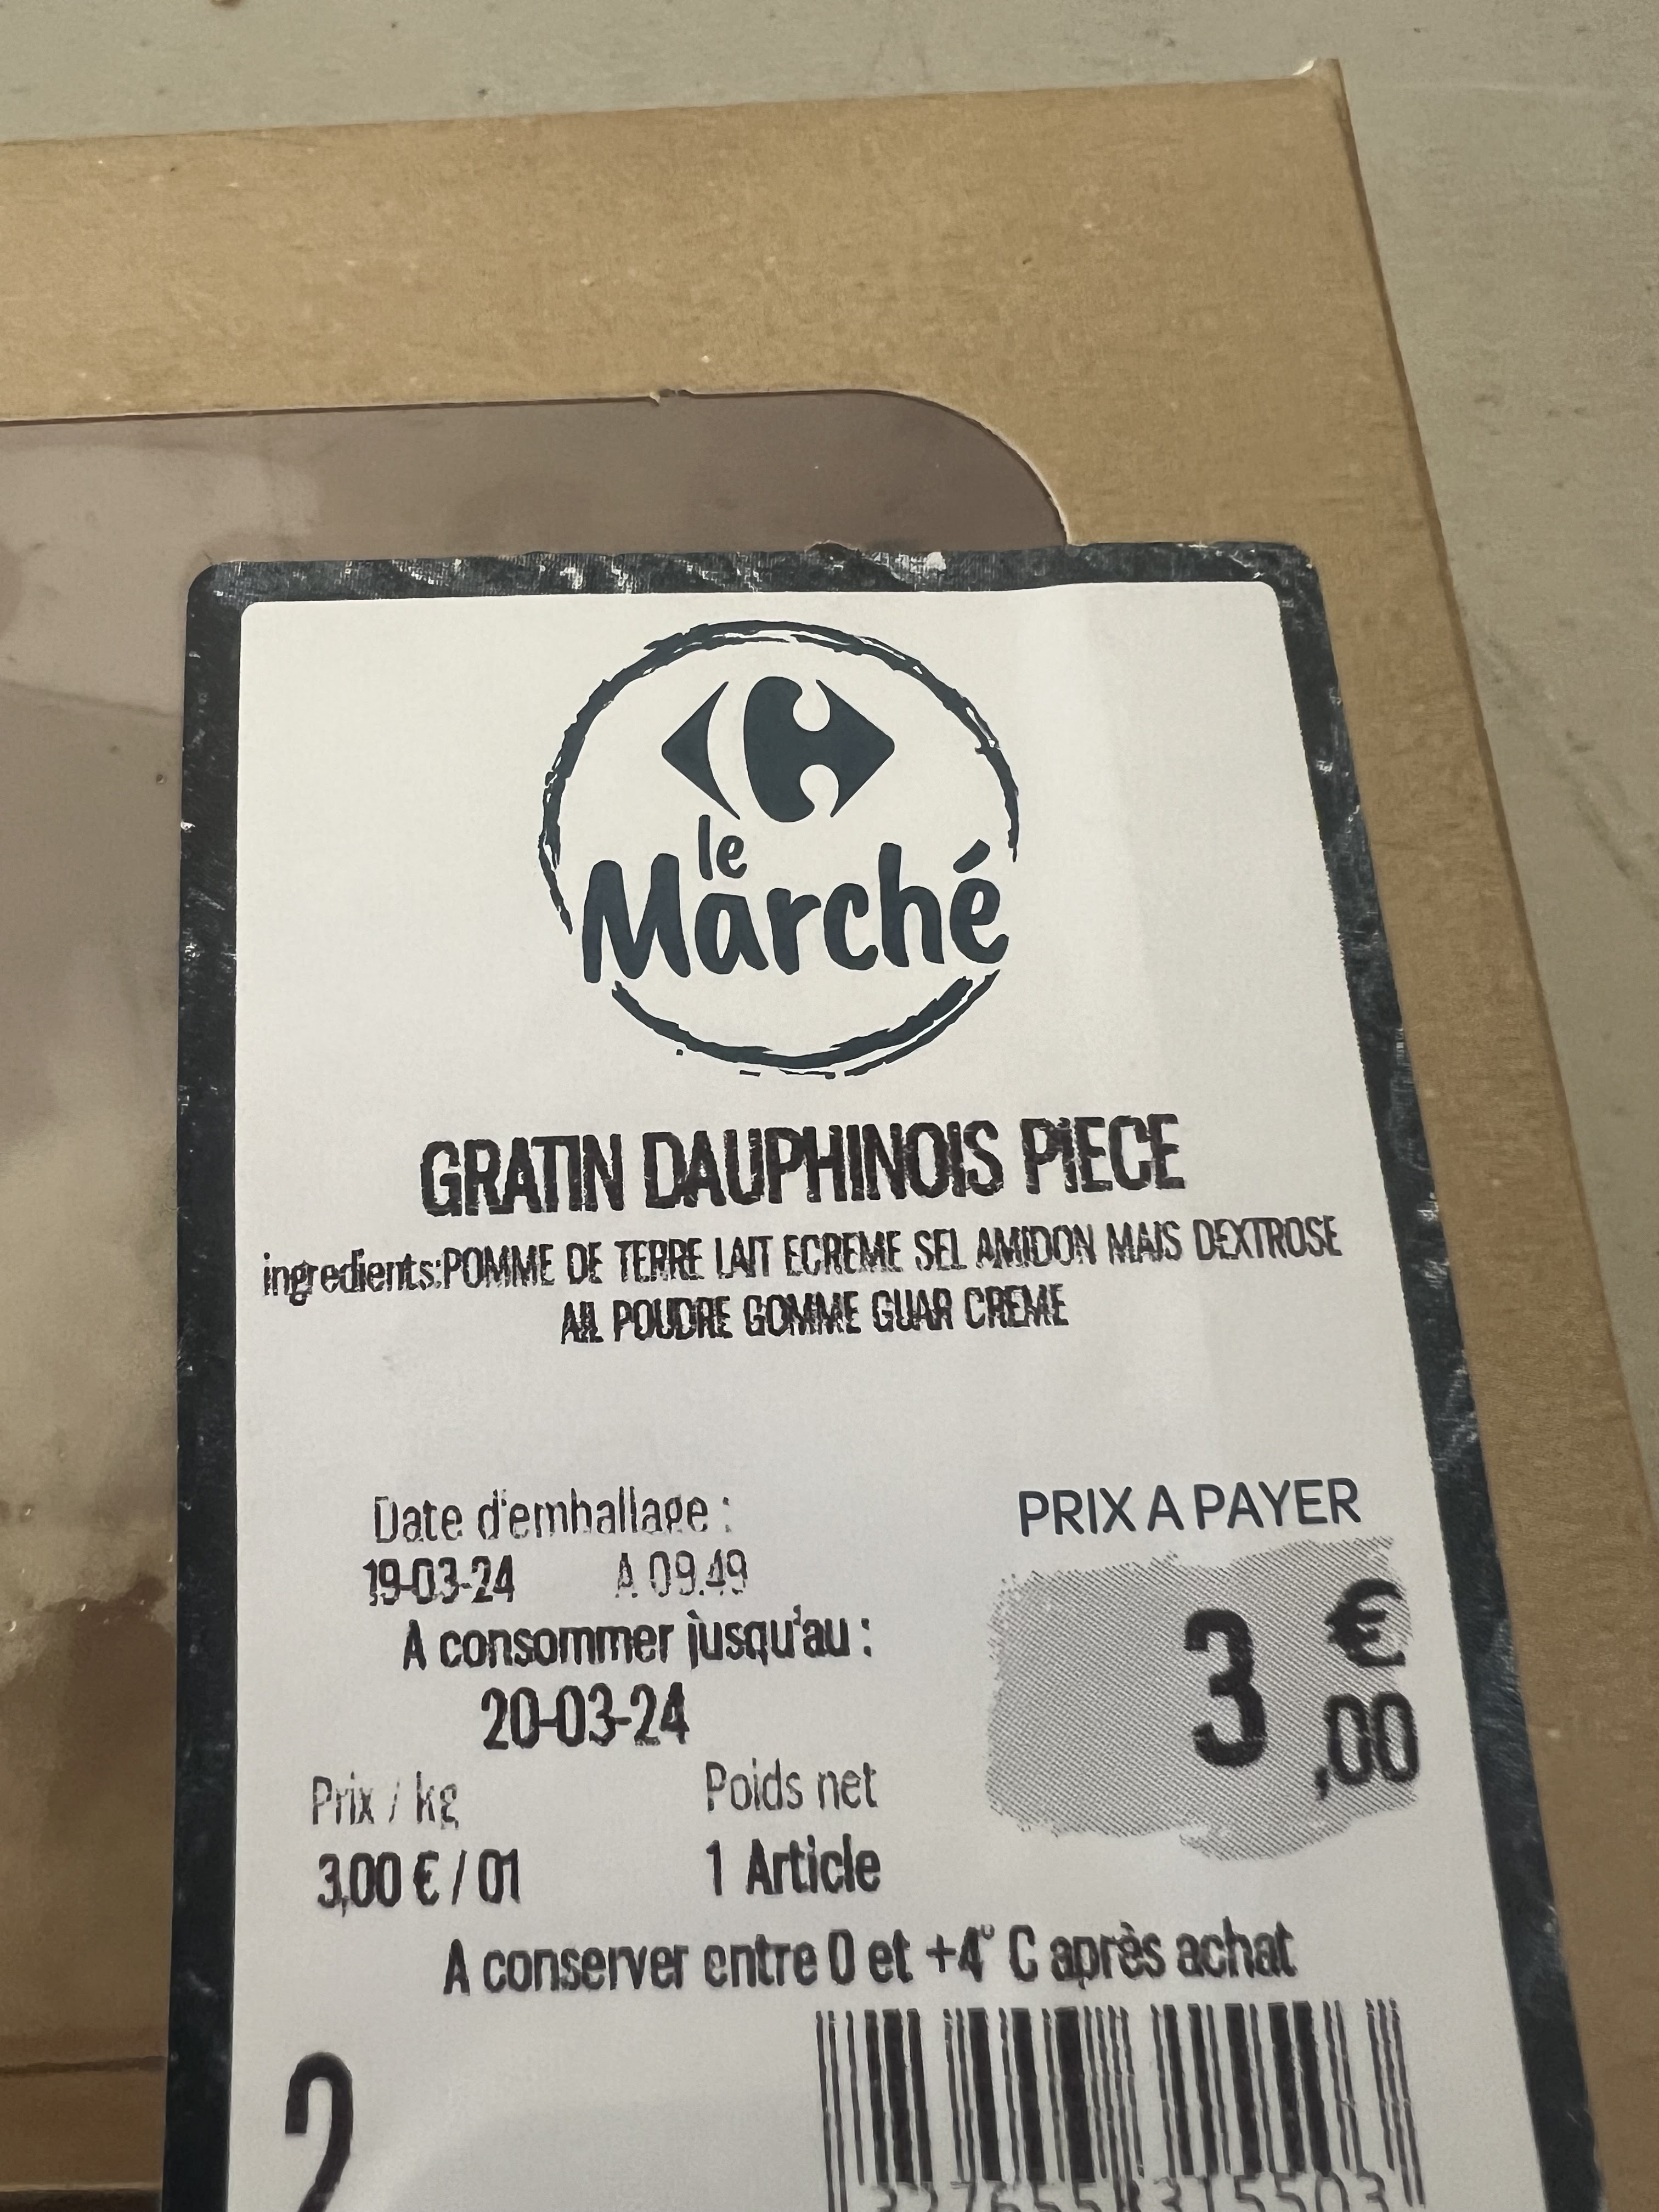 le
Marché
GRATIN DAUPHINOIS PIECE
ingredients:POMME DE TERRE LAIT ECREME SEL AMIDON MAIS DEXTROSE
AIL POUDRE GOMME GUAR CREME
Date d'emballage :
19-03-24 A 09.49
A consommer jusqu'au :
20-03-24
PRIX A PAYER
3 €
,00
Prix / kg Poids net
3,00 € / 01 1 Article
A conserver entre 0 et +4° C après achat
2